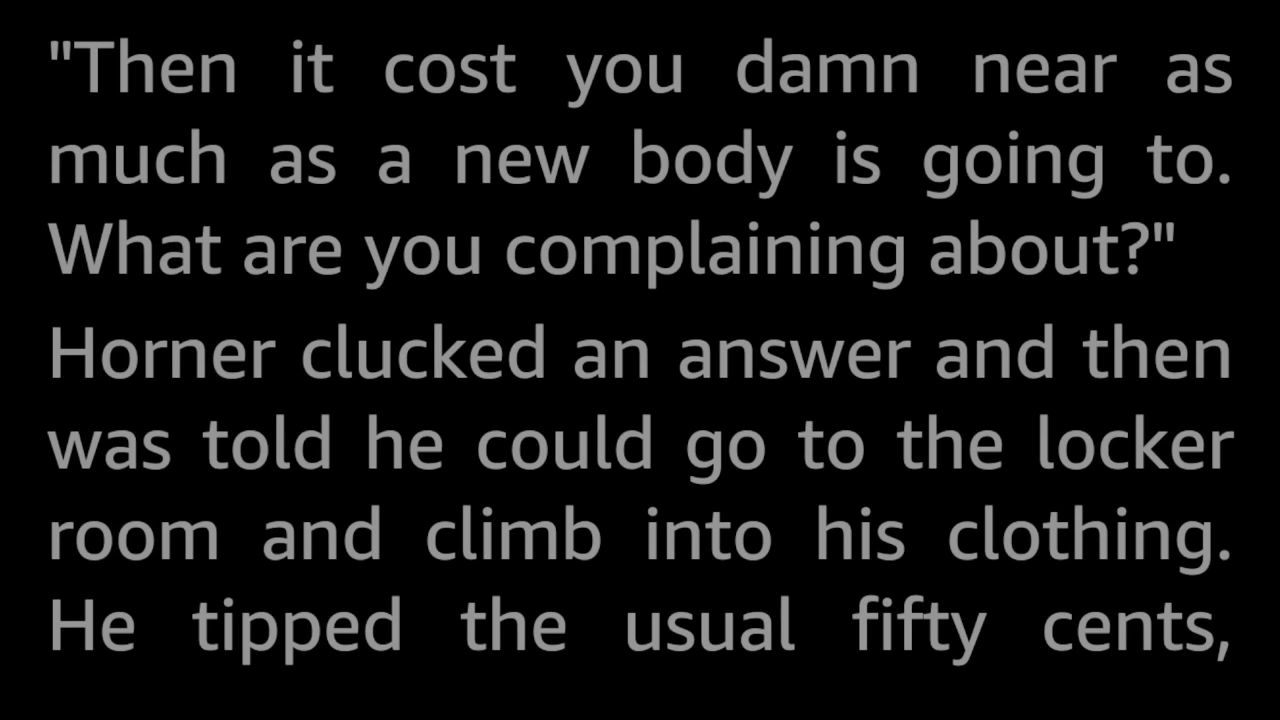 "Then it cost you damn near as
much as a new body is going to.
What are you complaining about?"
Horner clucked an answer and then
was told he could go to the locker
room and climb into his clothing.
He tipped the usual fifty cents,